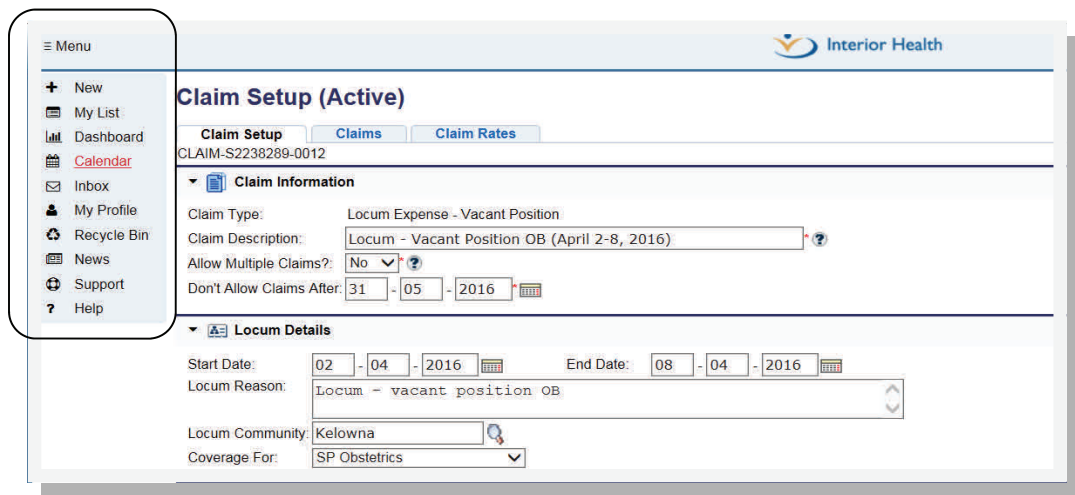 ≡ Menu
Interior Health
+ New
My List
Dashboard
Calendar
Inbox
My Profile
Recycle Bin
News
Support
? Help
Claim Setup (Active)
Claim Setup Claims Claim Rates
CLAIM-S2238289-0012
Claim Information
Claim Type: Locum Expense - Vacant Position
Claim Description: Locum - Vacant Position OB (April 2-8, 2016) * ?
Allow Multiple Claims?: No * ?
Don't Allow Claims After: 31 - 05 - 2016 *
Locum Details
Start Date: 02 - 04 - 2016 End Date: 08 - 04 - 2016
Locum Reason: Locum - vacant position OB
Locum Community: Kelowna
Coverage For: SP Obstetrics